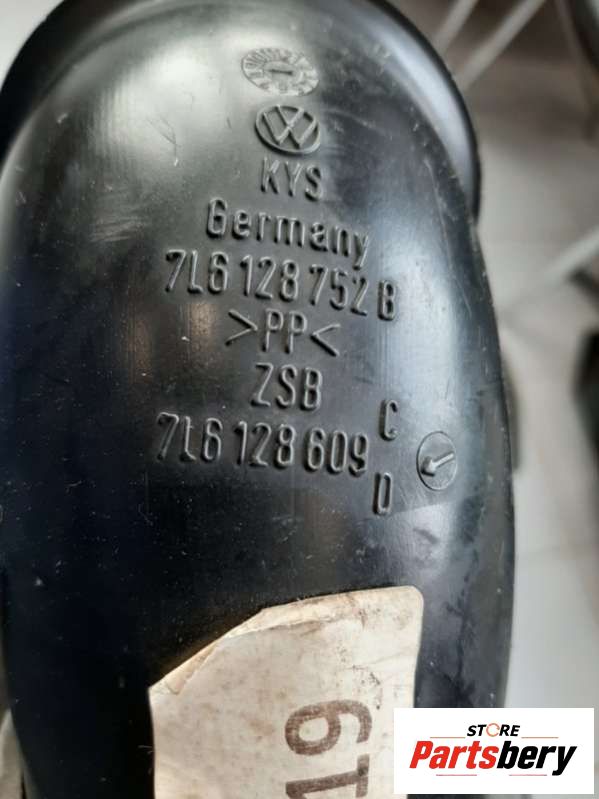 KYS
Germany
7L6 128 752 B
>PP<
ZSB
7L6 128 609 C
D
19
STORE
Partsbery